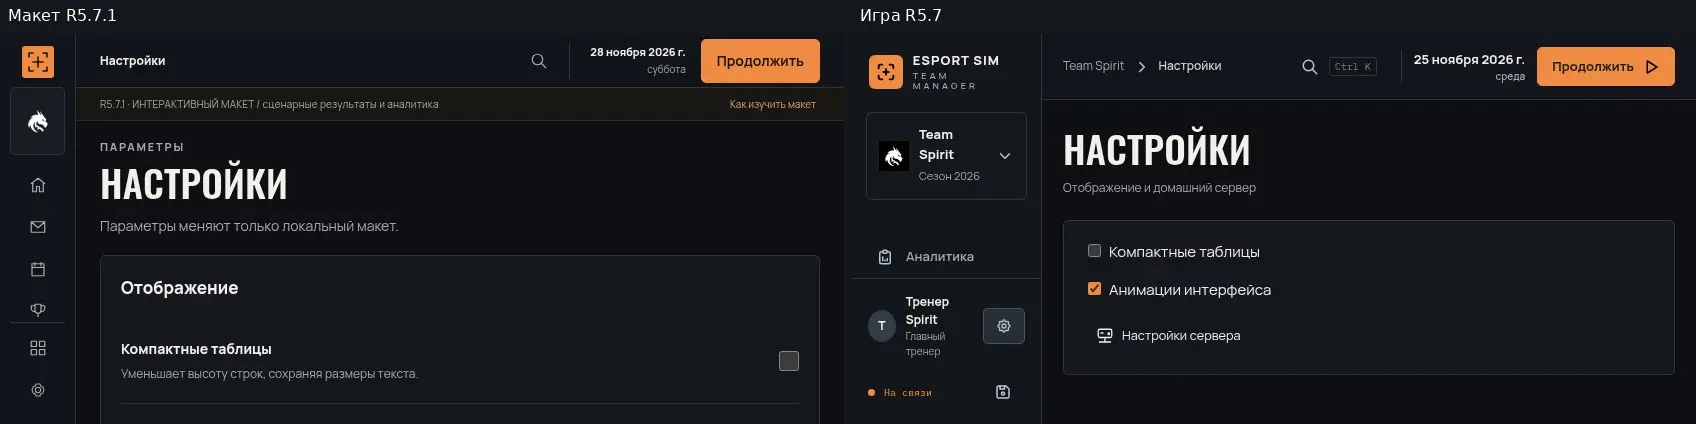 Макет R5.7.1
Настройки
28 ноября 2026 г.
суббота
Продолжить
R5.7.1 · ИНТЕРАКТИВНЫЙ МАКЕТ / сценарные результаты и аналитика
Как изучить макет
ПАРАМЕТРЫ
НАСТРОЙКИ
Параметры меняют только локальный макет.
Отображение
Компактные таблицы
Уменьшает высоту строк, сохраняя размеры текста.
Игра R5.7
ESPORT SIM
TEAM
MANAGER
Team
Spirit
Сезон 2026
Аналитика
Тренер
Spirit
Главный
тренер
Т
На связи
Team Spirit
Настройки
Ctrl K
25 ноября 2026 г.
среда
Продолжить
НАСТРОЙКИ
Отображение и домашний сервер
Компактные таблицы
Анимации интерфейса
Настройки сервера